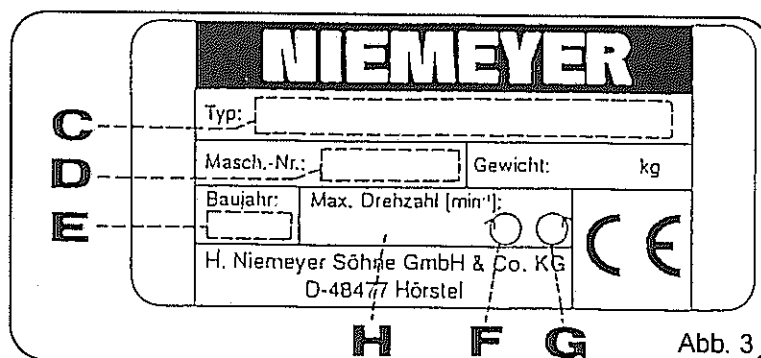 NIEMEYER
C
Typ:
D
Masch.-Nr.:
Gewicht: kg
E
Baujahr:
Max. Drehzahl [min⁻¹]:
H. Niemeyer Söhne GmbH & Co. KG
D-48477 Hörstel
CE
H F G
Abb. 3